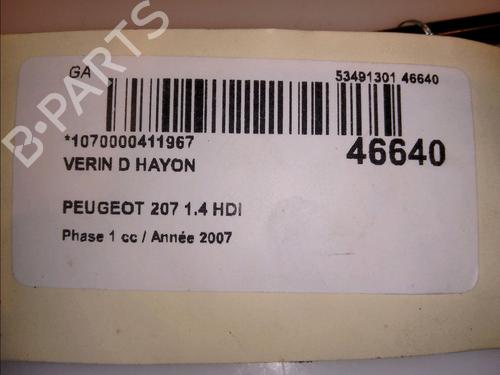 GA
53491301 46640
*1070000411967
46640
VERIN D HAYON
PEUGEOT 207 1.4 HDI
Phase 1 cc / Année 2007
B-PARTS